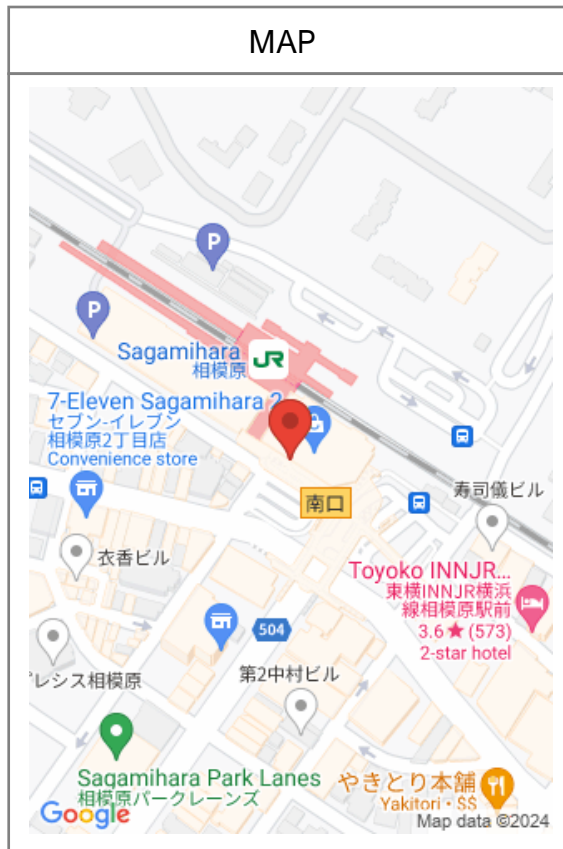 MAP
P
P
Sagamihara
相模原
JR
7-Eleven Sagamihara 2
セブン-イレブン
相模原2丁目店
Convenience store
南口
寿司儀ビル
衣香ビル
Toyoko INNJR...
東横INNJR横浜
線相模原駅前
3.6★ (573)
2-star hotel
504
レシス相模原
第2中村ビル
Sagamihara Park Lanes
相模原パークレーンズ
やきとり本舗
Yakitori・$$
Google
Map data ©2024